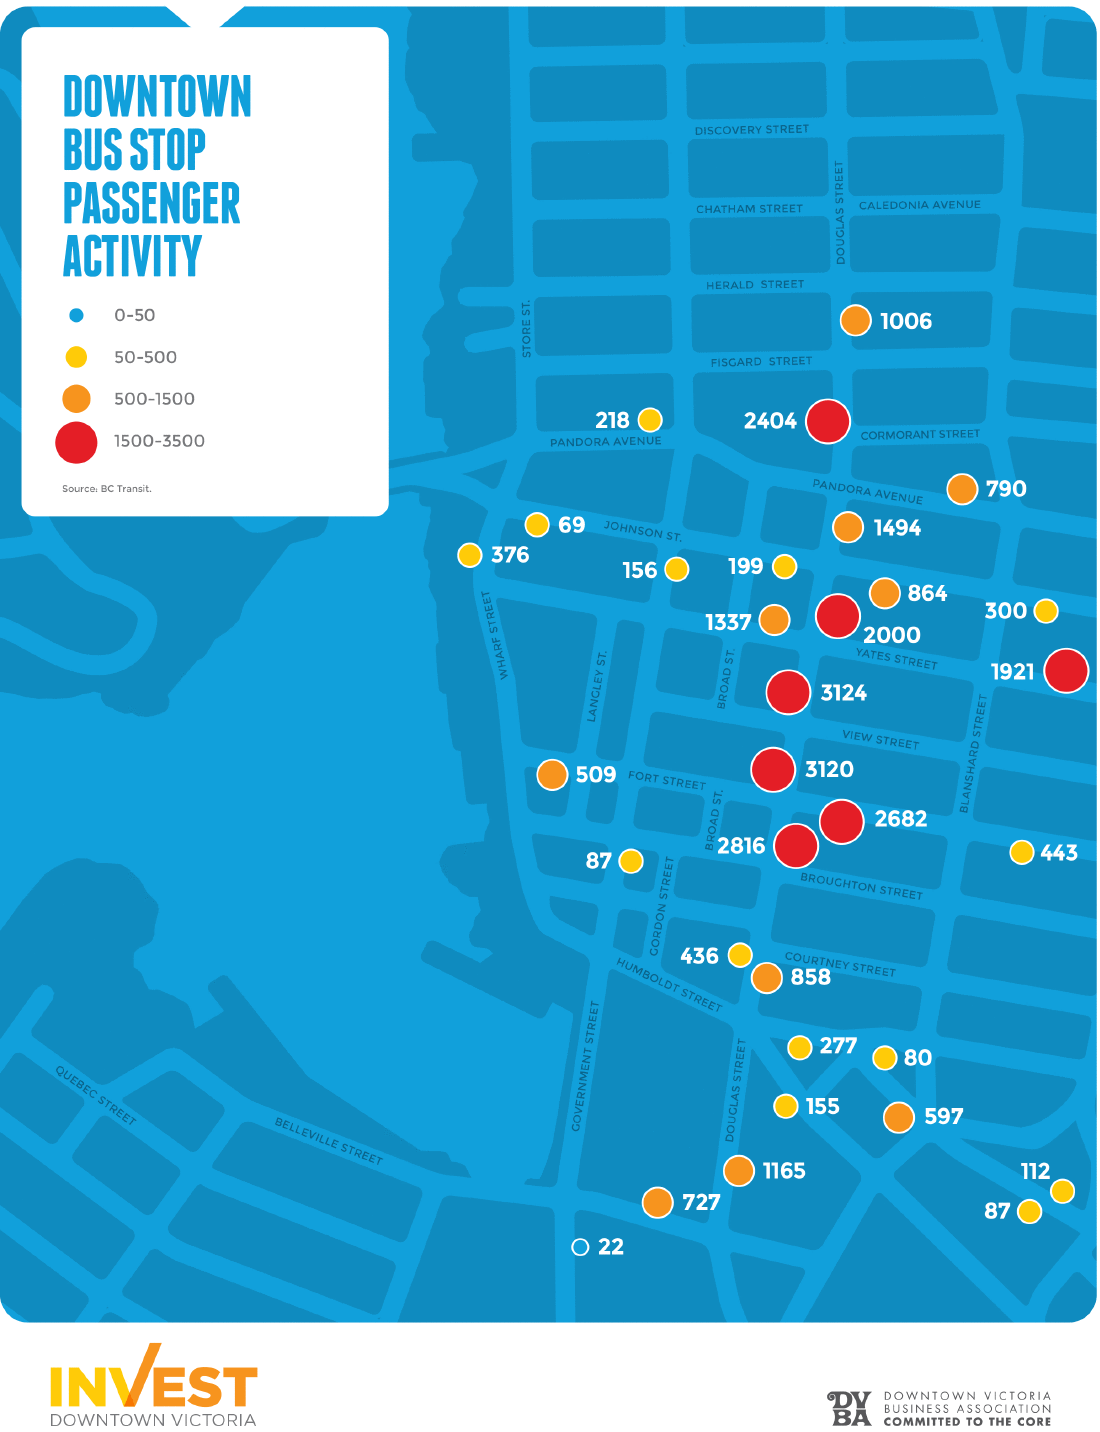 DOWNTOWN
BUS STOP
PASSENGER
ACTIVITY
0-50
50-500
500-1500
1500-3500
Source: BC Transit.
DISCOVERY STREET
DOUGLAS STREET
CHATHAM STREET
CALEDONIA AVENUE
HERALD STREET
STORE ST.
1006
FISGARD STREET
218
2404
PANDORA AVENUE
CORMORANT STREET
PANDORA AVENUE
790
69
JOHNSON ST.
1494
376
156
199
864
WHARF STREET
300
1337
2000
YATES STREET
LANGLEY ST.
BROAD ST.
1921
3124
BLANSHARD STREET
VIEW STREET
509
FORT STREET
3120
BROAD ST.
2682
2816
87
443
BROUGHTON STREET
GORDON STREET
436
COURTNEY STREET
858
HUMBOLDT STREET
GOVERNMENT STREET
277
80
DOUGLAS STREET
QUEBEC STREET
155
597
BELLEVILLE STREET
1165
112
727
87
22
INVEST
DOWNTOWN VICTORIA
DVBA
DOWNTOWN VICTORIA
BUSINESS ASSOCIATION
COMMITTED TO THE CORE